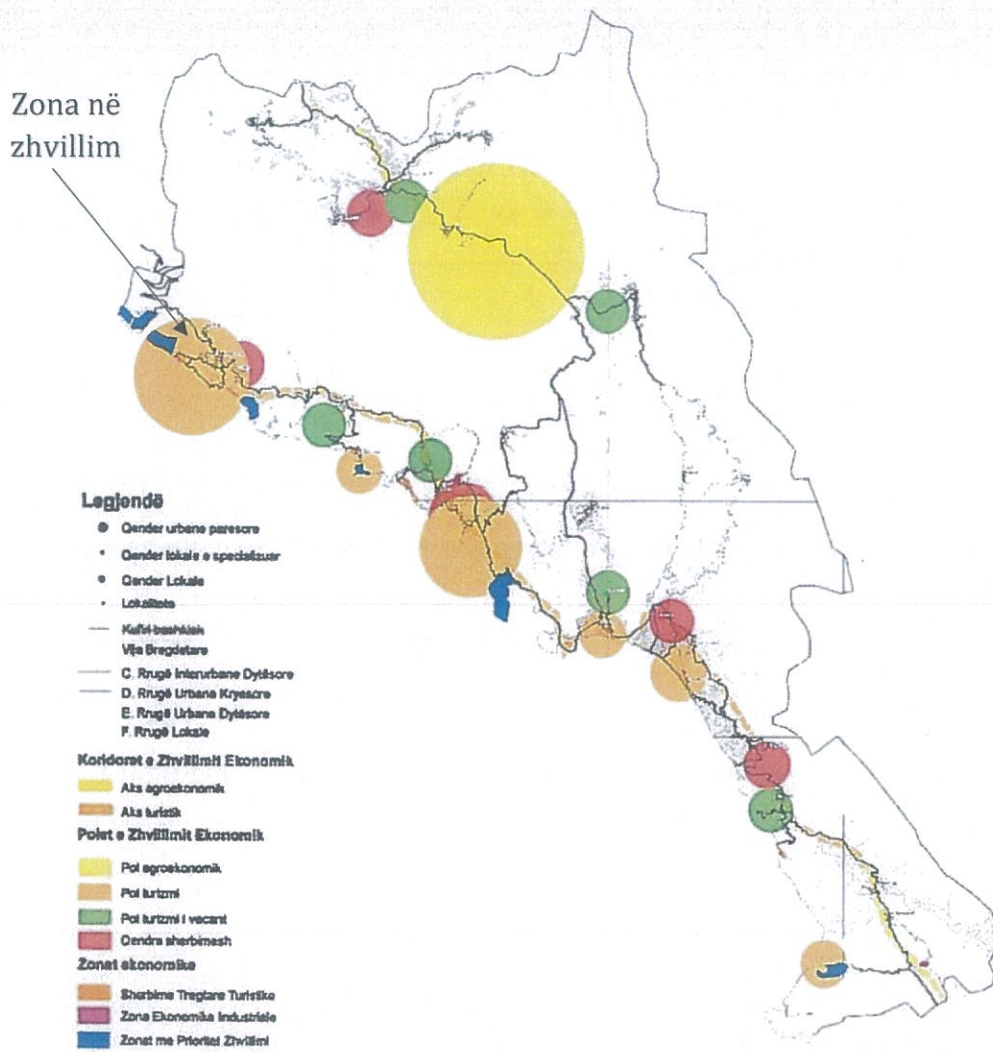 Zona në
zhvillim
Legjendë
Qender urbane paresore
Qender lokale e specializuar
Qender Lokale
Lokalitete
Kufiri bashkiak
Vija Bregdetare
C. Rrugë Interurbane Dytësore
D. Rrugë Urbane Kryesore
E. Rrugë Urbane Dytësore
F. Rrugë Lokale
Koridoret e Zhvillimit Ekonomik
Aks agroekonomik
Aks turistik
Polet e Zhvillimit Ekonomik
Pol agroekonomik
Pol turizmi
Pol turizmi i vecant
Qendra sherbimesh
Zonat ekonomike
Sherbime Tregtare Turistike
Zona Ekonomike Industriale
Zonat me Prioritet Zhvillimi